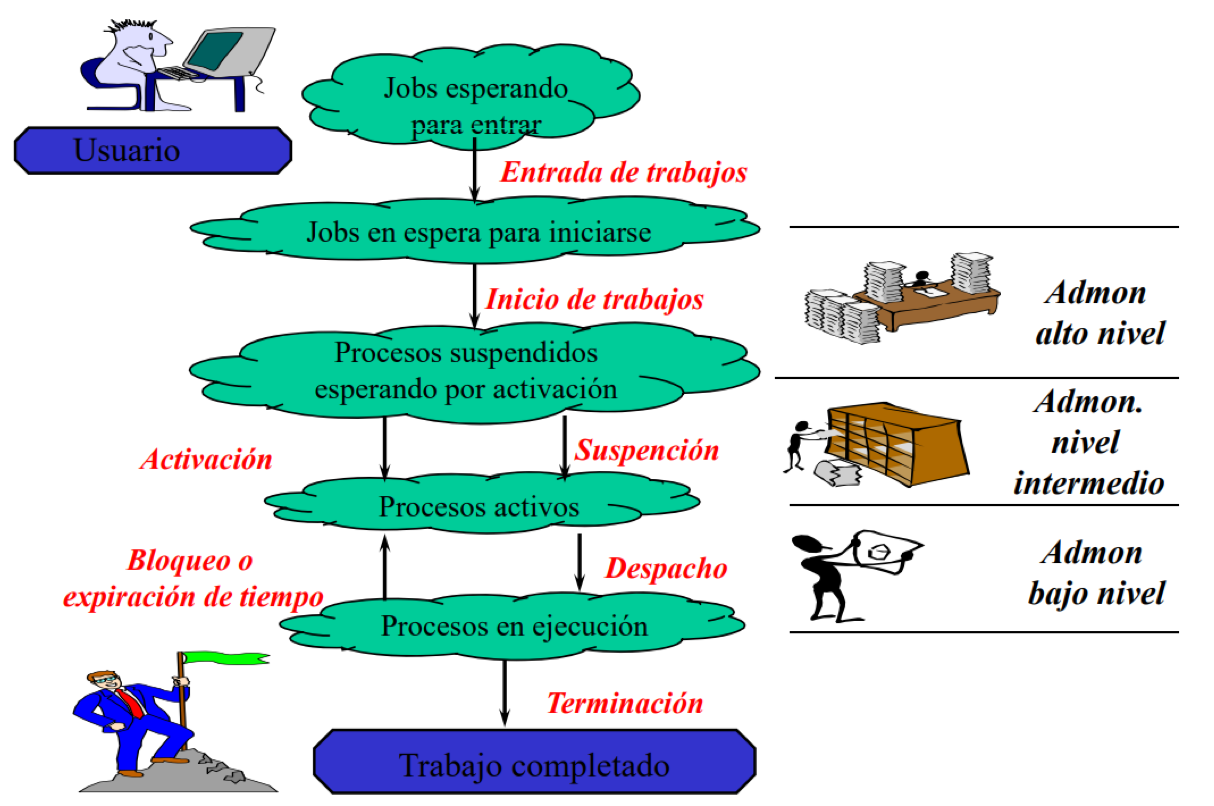 Jobs esperando
para entrar
Usuario
Entrada de trabajos
Jobs en espera para iniciarse
Inicio de trabajos
Admon
alto nivel
Procesos suspendidos
esperando por activación
Admon.
nivel
intermedio
Activación
Suspención
Procesos activos
Bloqueo o
expiración de tiempo
Despacho
Admon
bajo nivel
Procesos en ejecución
Terminación
Trabajo completado